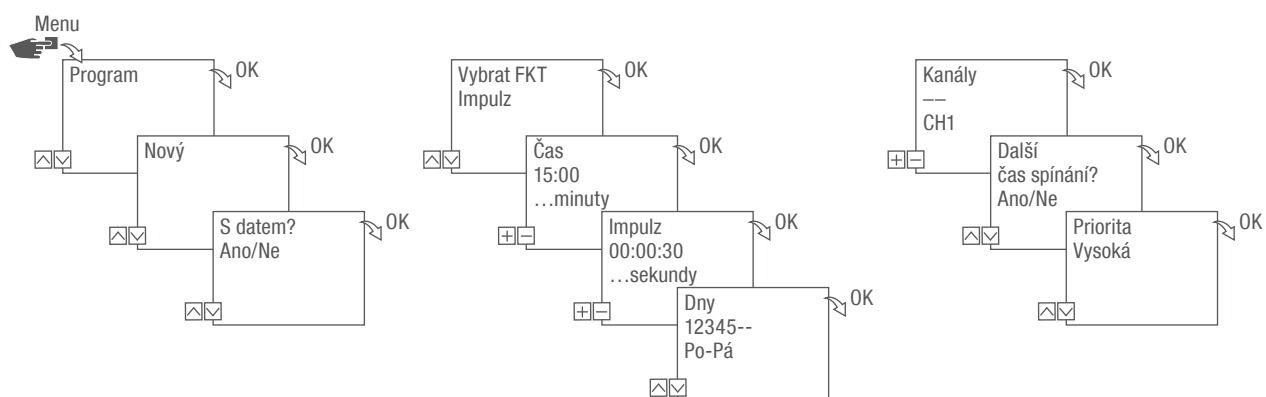 Menu
Program
OK
Nový
OK
S datem?
Ano/Ne
OK
Vybrat FKT
Impulz
OK
Čas
15:00
…minuty
OK
Impulz
00:00:30
…sekundy
OK
Dny
12345--
Po-Pá
OK
Kanály
––
CH1
OK
Další
čas spínání?
Ano/Ne
OK
Priorita
Vysoká
OK